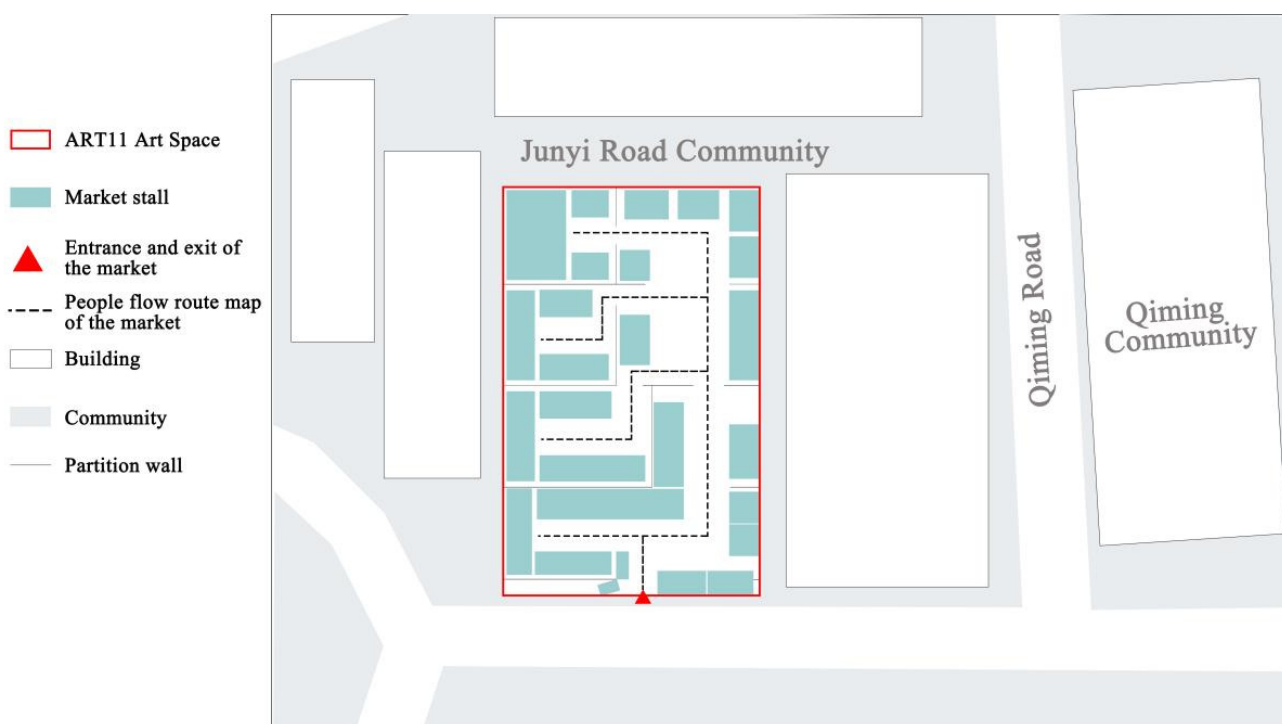 ART11 Art Space
Market stall
Entrance and exit of
the market
People flow route map
of the market
Building
Community
Partition wall
Junyi Road Community
Qiming Road
Qiming
Community